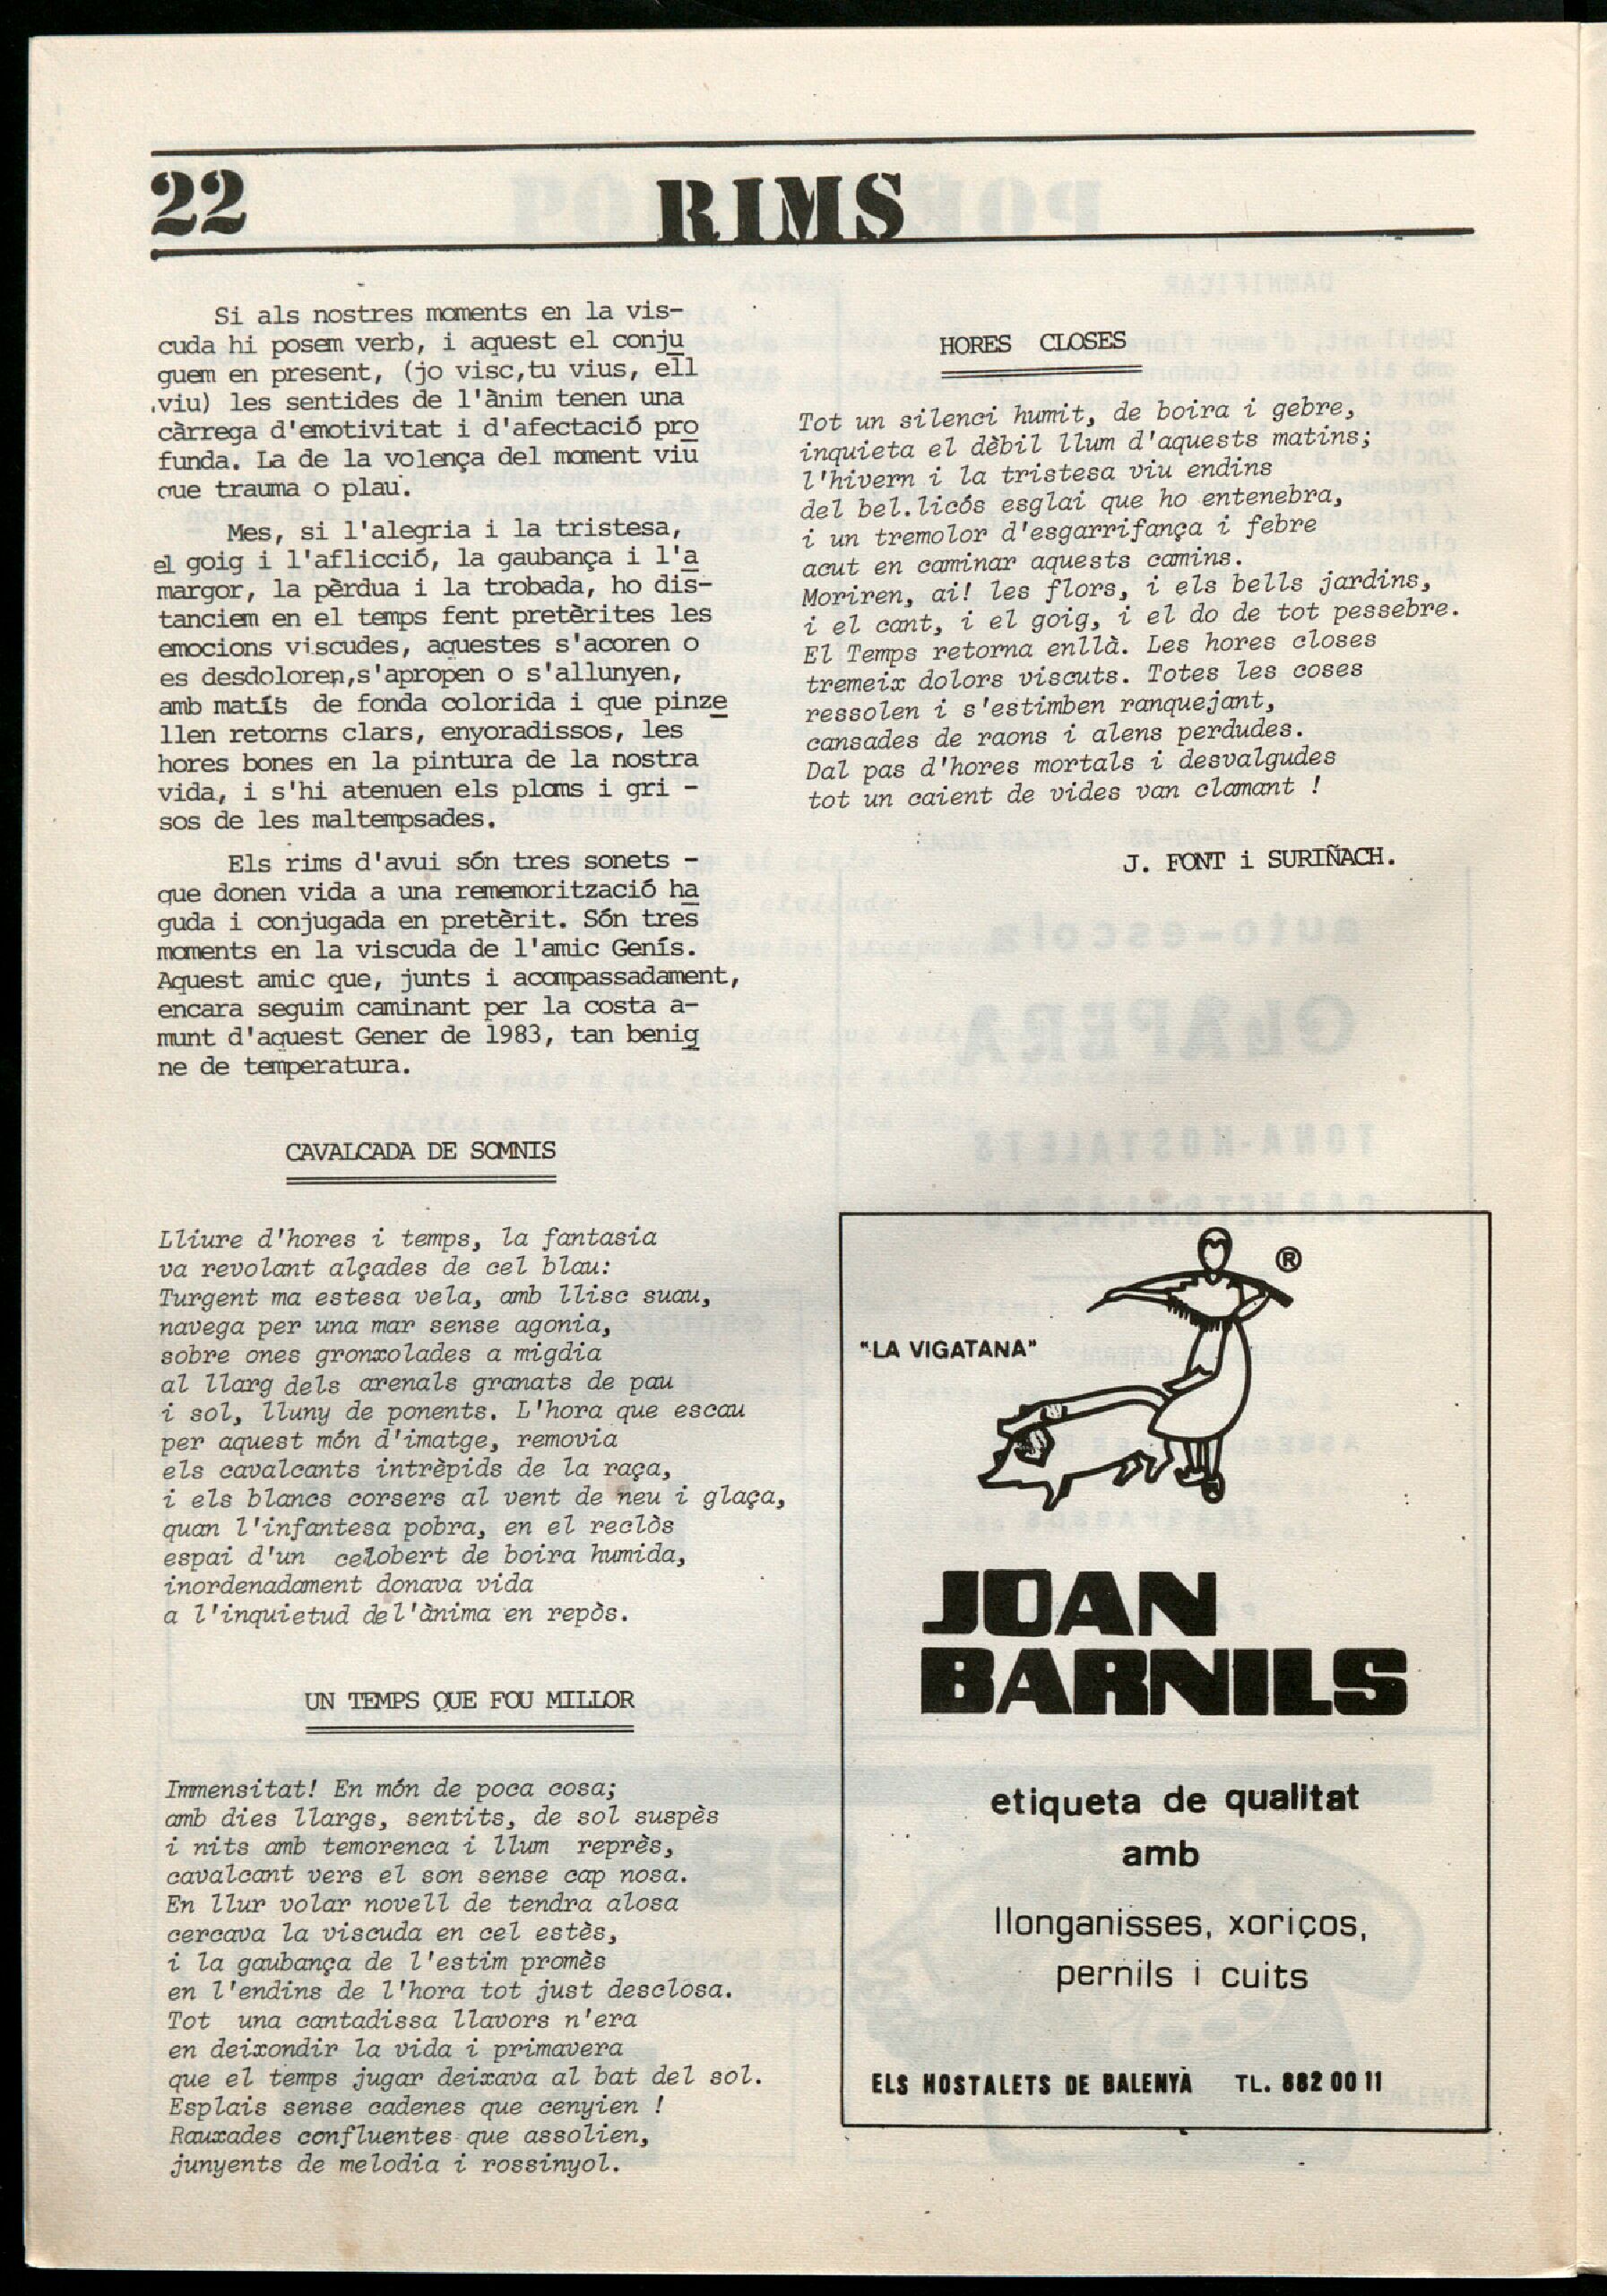 22
RIMS
Si als nostres moments en la vis-
cuda hi posem verb, i aquest el conju
guem en present, (jo visc,tu vius, ell
viu) les sentides de l'ànim tenen una
càrrega d'emotivitat i d'afectació pro
funda. La de la volença del moment viu
que trauma o plau.
Mes, si l'alegria i la tristesa,
el goig i l'aflicció, la gaubança i l'a
margor, la pèrdua i la trobada, ho dis-
tanciem en el temps fent pretèrites les
emocions viscudes, aquestes s'acoren o
es desdoloren,s'apropen o s'allunyen,
amb matís de fonda colorida i que pinze
llen retorns clars, enyoradissos, les
hores bones en la pintura de la nostra
vida, i s'hi atenuen els ploms i gri -
sos de les maltempsades.
Els rims d'avui són tres sonets -
que donen vida a una rememorització ha
guda i conjugada en pretèrit. Són tres
moments en la viscuda de l'amic Genís.
Aquest amic que, junts i acompassadament,
encara seguim caminant per la costa a-
munt d'aquest Gener de 1983, tan benig
ne de temperatura.
CAVALCADA DE SOMNIS
Lliure d'hores i temps, la fantasia
va revolant alçades de cel blau:
Turgent ma estesa vela, amb llisc suau,
navega per una mar sense agonia,
sobre ones gronxolades a migdia
al llarg dels arenals granats de pau
i sol, lluny de ponents. L'hora que escau
per aquest món d'imatge, removia
els cavalcants intrèpids de la raça,
i els blancs corsers al vent de neu i glaça,
quan l'infantesa pobra, en el reclòs
espai d'un celobert de boira humida,
inordenadament donava vida
a l'inquietud del'ànima en repòs.
UN TEMPS QUE FOU MILLOR
Immensitat! En món de poca cosa;
amb dies llargs, sentits, de sol suspès
i nits amb temorenca i llum reprès,
cavalcant vers el son sense cap nosa.
En llur volar novell de tendra alosa
cercava la viscuda en cel estès,
i la gaubança de l'estim promès
en l'endins de l'hora tot just desclosa.
Tot una cantadissa llavors n'era
en deixondir la vida i primavera
que el temps jugar deixava al bat del sol.
Esplais sense cadenes que cenyien !
Rauxades confluentes que assolien,
junyents de melodia i rossinyol.
HORES CLOSES
Tot un silenci humit, de boira i gebre,
inquieta el dèbil llum d'aquests matins;
l'hivern i la tristesa viu endins
del bel.licós esglai que ho entenebra,
i un tremolor d'esgarrifança i febre
acut en caminar aquests camins.
Moriren, ai! les flors, i els bells jardins,
i el cant, i el goig, i el do de tot pessebre.
El Temps retorna enllà. Les hores closes
tremeix dolors viscuts. Totes les coses
ressolen i s'estimben ranquejant,
cansades de raons i alens perdudes.
Dal pas d'hores mortals i desvalgudes
tot un caient de vides van clamant !
J. FONT i SURIÑACH.
®
"LA VIGATANA"
JOAN
BARNILS
etiqueta de qualitat
amb
llonganisses, xoriços,
pernils i cuits
ELS HOSTALETS DE BALENYÀ TL. 882 00 11